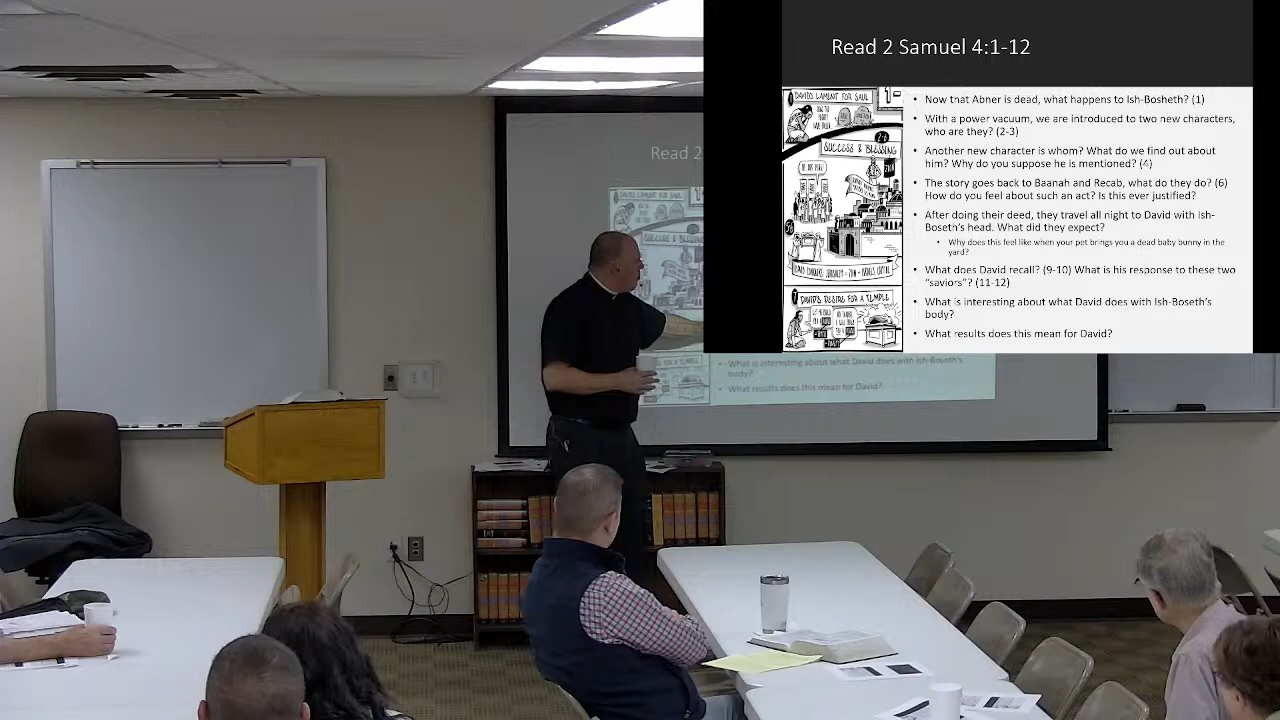 Read 2 Samuel 4:1-12
• Now that Abner is dead, what happens to Ish-Bosheth? (1)
• With a power vacuum, we are introduced to two new characters,
who are they? (2-3)
• Another new character is whom? What do we find out about
him? Why do you suppose he is mentioned? (4)
• The story goes back to Baanah and Recab, what do they do? (6)
How do you feel about such an act? Is this ever justified?
• After doing their deed, they travel all night to David with Ish-
Boseth's head. What did they expect?
• Why does this feel like when your pet brings you a dead baby bunny in the
yard?
• What does David recall? (9-10) What is his response to these two
"saviors"? (11-12)
• What is interesting about what David does with Ish-Boseth's
body?
• What results does this mean for David?
DAVID'S LAMENT FOR SAUL
SUCCESS & BLESSING
DAVID'S DESIRE FOR A TEMPLE
Read 2
DAVID'S LAMENT FOR SAUL
SUCCESS & BLESSING
• What is interesting about what David does with Ish-Boseth's
body?
• What results does this mean for David?